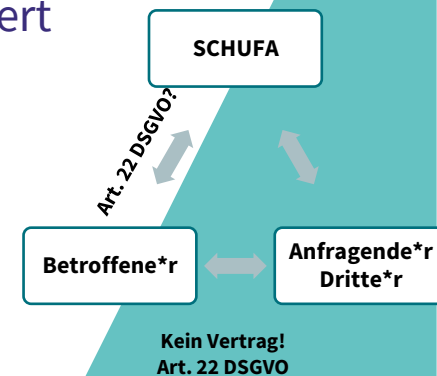 ert
SCHUFA
Art. 22 DSGVO?
Betroffene*r
Anfragende*r
Dritte*r
Kein Vertrag!
Art. 22 DSGVO